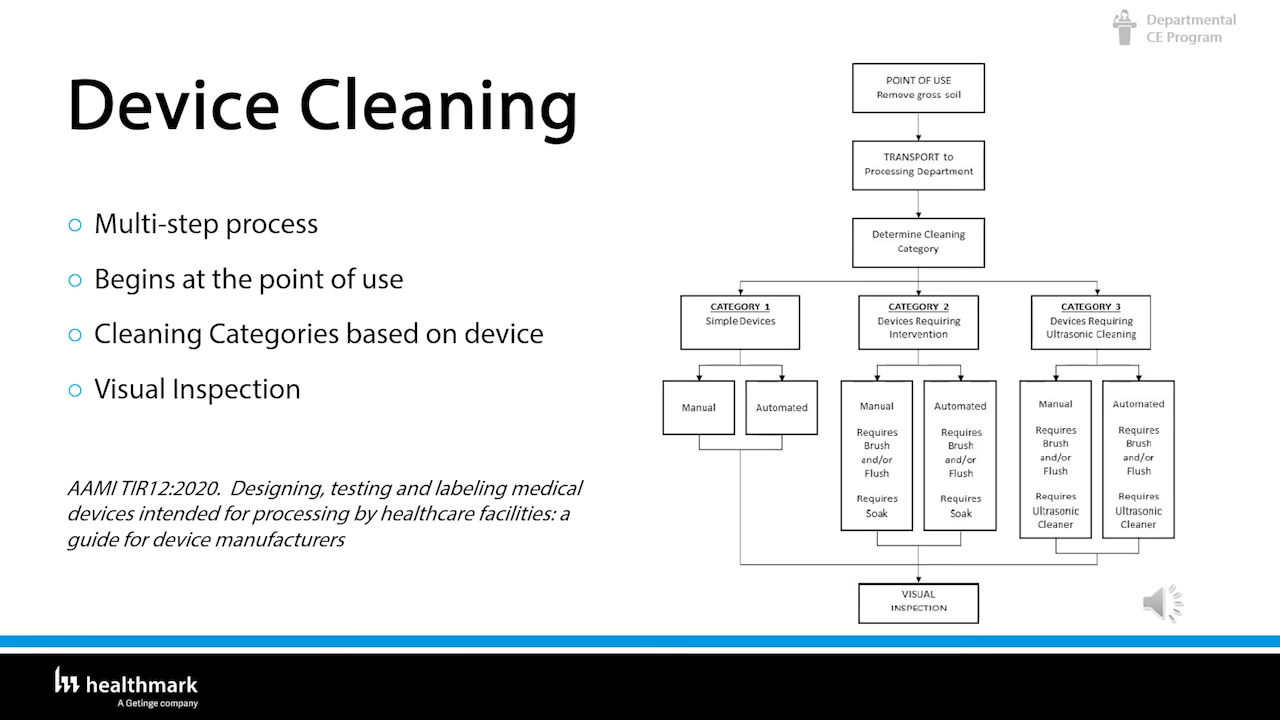 Departmental
CE Program
Device Cleaning
Multi-step process
Begins at the point of use
Cleaning Categories based on device
Visual Inspection
AAMI TIR12:2020. Designing, testing and labeling medical
devices intended for processing by healthcare facilities: a
guide for device manufacturers
POINT OF USE
Remove gross soil
TRANSPORT to
Processing Department
Determine Cleaning
Category
CATEGORY 1
Simple Devices
CATEGORY 2
Devices Requiring
Intervention
CATEGORY 3
Devices Requiring
Ultrasonic Cleaning
Manual
Automated
Manual
Requires
Brush
and/or
Flush
Requires
Soak
Automated
Requires
Brush
and/or
Flush
Requires
Soak
Manual
Requires
Brush
and/or
Flush
Requires
Ultrasonic
Cleaner
Automated
Requires
Brush
and/or
Flush
Requires
Ultrasonic
Cleaner
VISUAL
INSPECTION
healthmark
A Getinge company